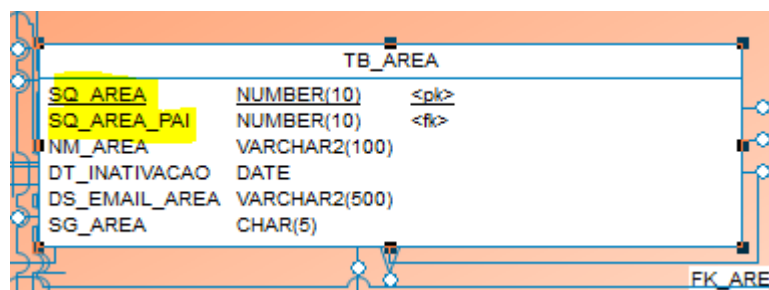 TB_AREA
SQ_AREA NUMBER(10) <pk>
SQ_AREA_PAI NUMBER(10) <fk>
NM_AREA VARCHAR2(100)
DT_INATIVACAO DATE
DS_EMAIL_AREA VARCHAR2(500)
SG_AREA CHAR(5)
FK_ARE